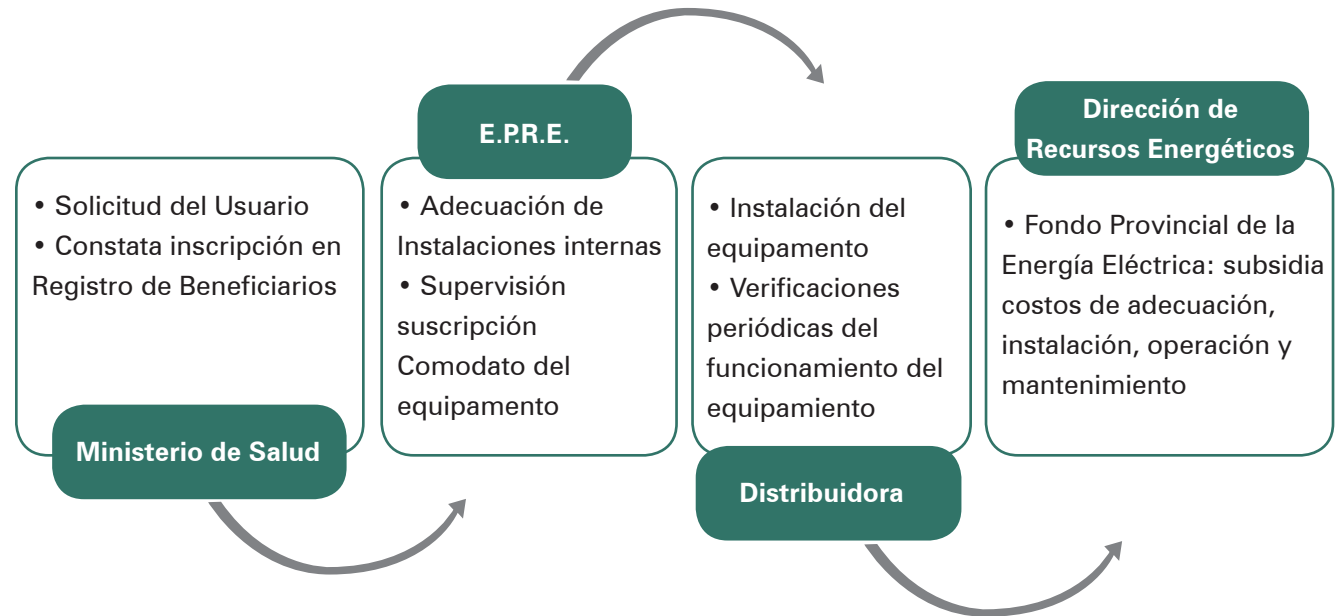 • Solicitud del Usuario
• Constata inscripción en
Registro de Beneficiarios
Ministerio de Salud
E.P.R.E.
• Adecuación de
Instalaciones internas
• Supervisión
suscripción
Comodato del
equipamento
• Instalación del
equipamento
• Verificaciones
periódicas del
funcionamiento del
equipamiento
Distribuidora
Dirección de
Recursos Energéticos
• Fondo Provincial de la
Energía Eléctrica: subsidia
costos de adecuación,
instalación, operación y
mantenimiento